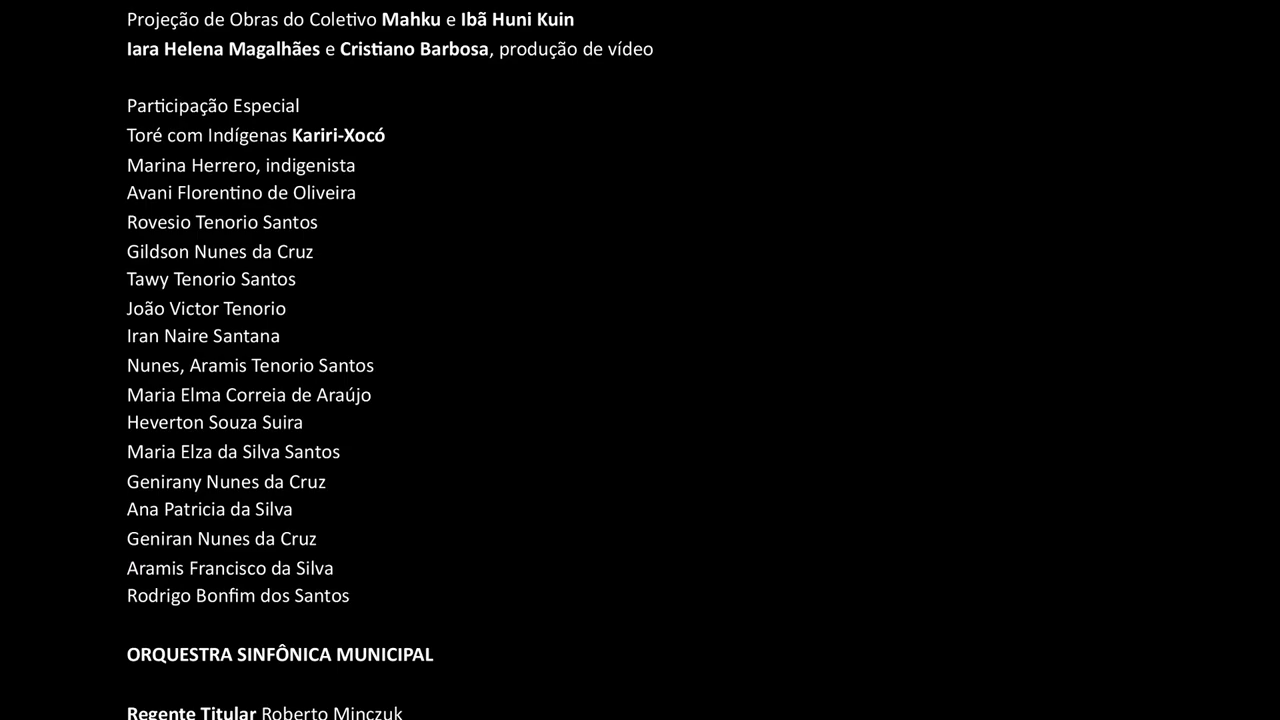 Projeção de Obras do Coletivo Mahku e Ibã Huni Kuin
Iara Helena Magalhães e Cristiano Barbosa, produção de vídeo
Participação Especial
Toré com Indígenas Kariri-Xocó
Marina Herrero, indigenista
Avani Florentino de Oliveira
Rovesio Tenorio Santos
Gildson Nunes da Cruz
Tawy Tenorio Santos
João Victor Tenorio
Iran Naire Santana
Nunes, Aramis Tenorio Santos
Maria Elma Correia de Araújo
Heverton Souza Suira
Maria Elza da Silva Santos
Genirany Nunes da Cruz
Ana Patricia da Silva
Geniran Nunes da Cruz
Aramis Francisco da Silva
Rodrigo Bonfim dos Santos
ORQUESTRA SINFÔNICA MUNICIPAL
Regente Titular Roberto Minczuk